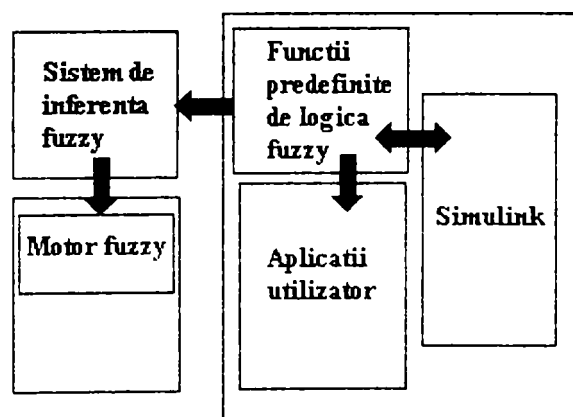 Sistem de
inferenta
fuzzy
Functii
predefinite
de logica
fuzzy
Simulink
Motor fuzzy
Aplicatii
utilizator